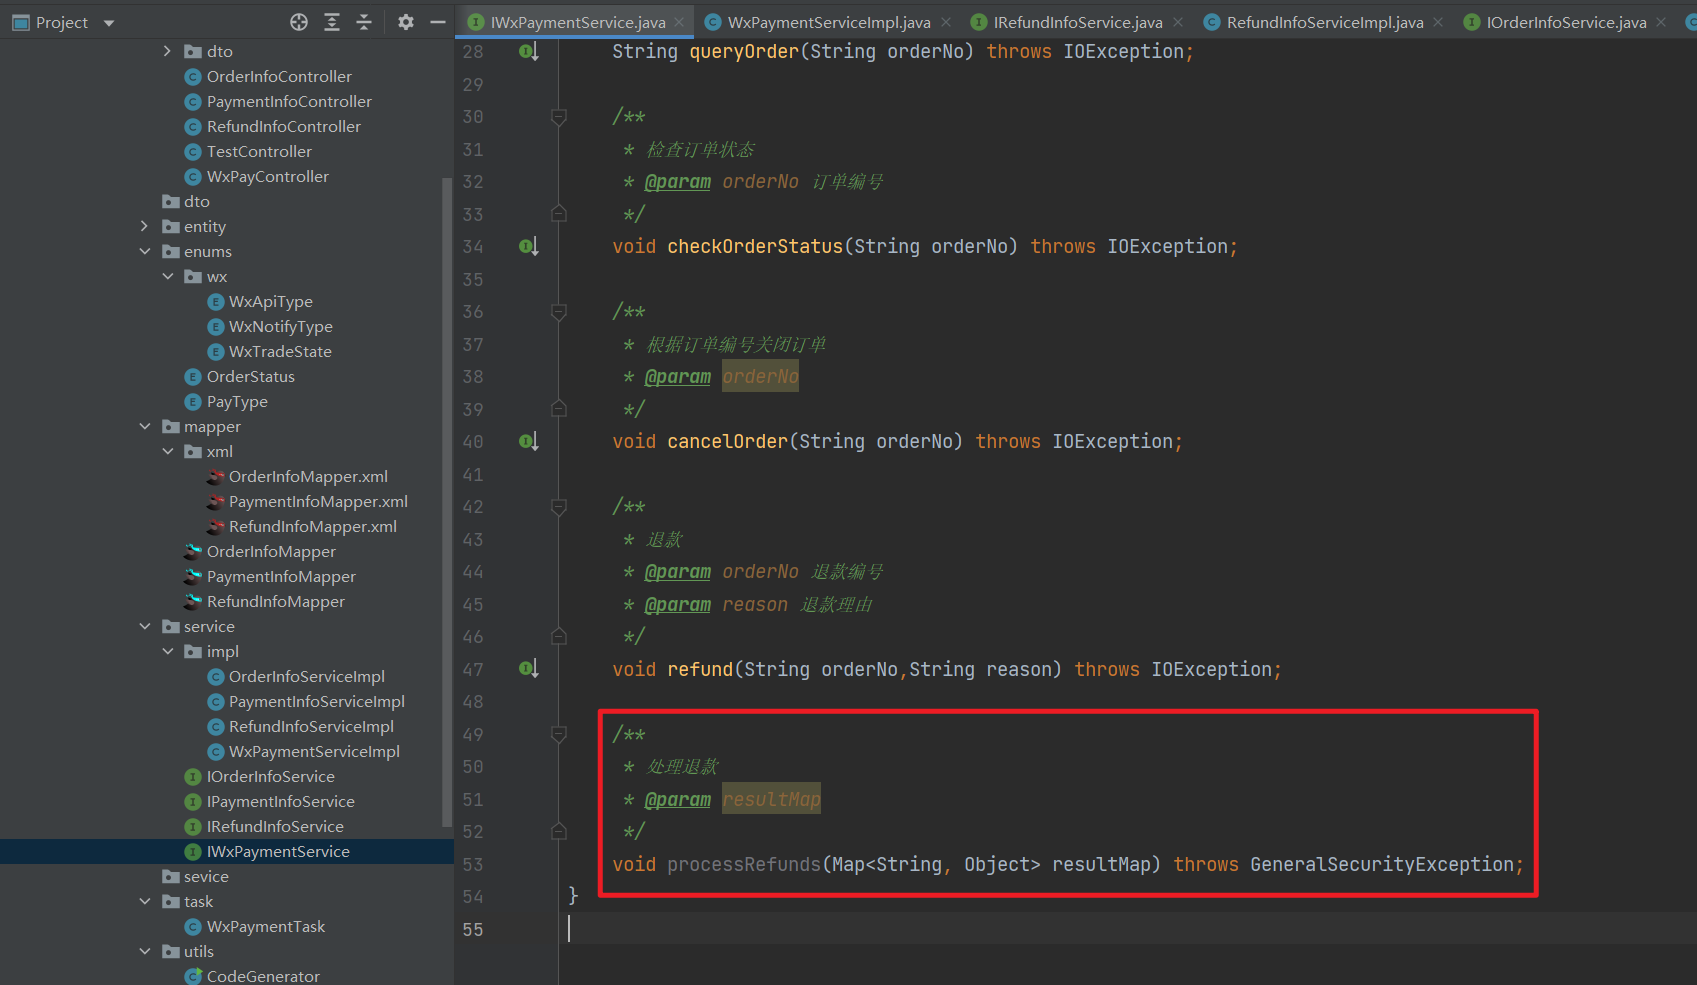 Project
IWxPaymentService.java
WxPaymentServiceImpl.java
IRefundInfoService.java
RefundInfoServiceImpl.java
IOrderInfoService.java
dto
OrderInfoController
PaymentInfoController
RefundInfoController
TestController
WxPayController
dto
entity
enums
wx
WxApiType
WxNotifyType
WxTradeState
OrderStatus
PayType
mapper
xml
OrderInfoMapper.xml
PaymentInfoMapper.xml
RefundInfoMapper.xml
OrderInfoMapper
PaymentInfoMapper
RefundInfoMapper
service
impl
OrderInfoServiceImpl
PaymentInfoServiceImpl
RefundInfoServiceImpl
WxPaymentServiceImpl
IOrderInfoService
IPaymentInfoService
IRefundInfoService
IWxPaymentService
sevice
task
WxPaymentTask
utils
CodeGenerator
28 String queryOrder(String orderNo) throws IOException;
29
30 /**
31 * 检查订单状态
32 * @param orderNo 订单编号
33 */
34 void checkOrderStatus(String orderNo) throws IOException;
35
36 /**
37 * 根据订单编号关闭订单
38 * @param orderNo
39 */
40 void cancelOrder(String orderNo) throws IOException;
41
42 /**
43 * 退款
44 * @param orderNo 退款编号
45 * @param reason 退款理由
46 */
47 void refund(String orderNo,String reason) throws IOException;
48
49 /**
50 * 处理退款
51 * @param resultMap
52 */
53 void processRefunds(Map<String, Object> resultMap) throws GeneralSecurityException;
54 }
55